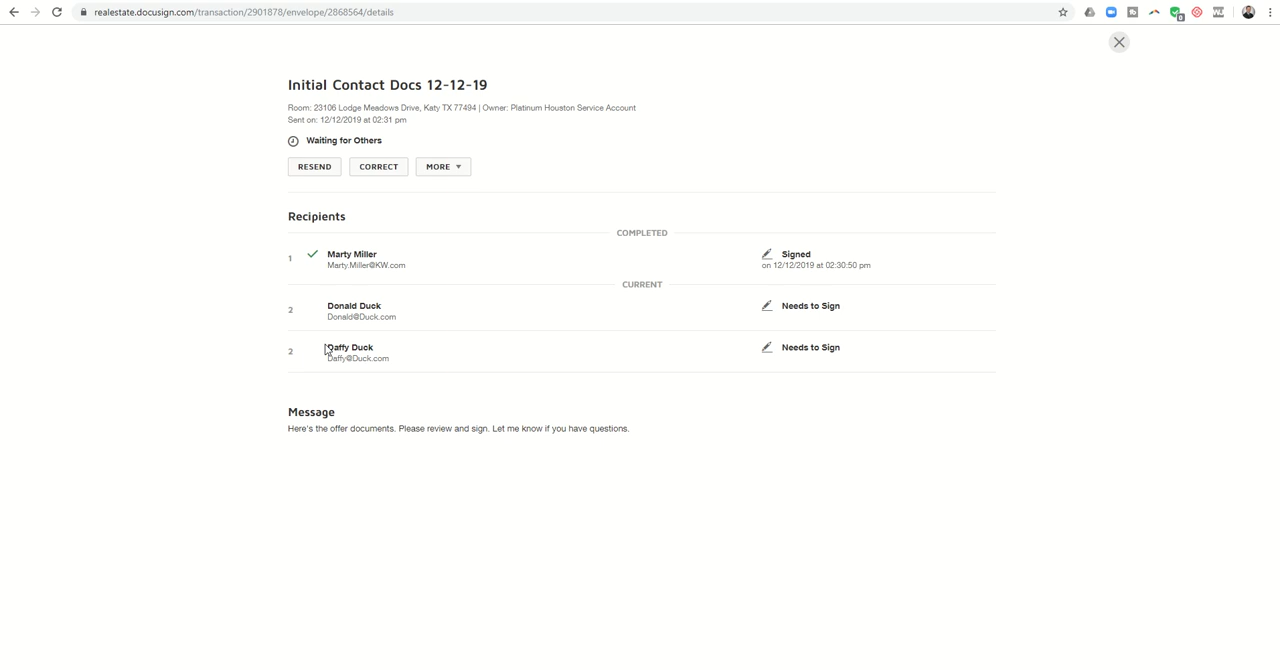 realestate.docusign.com/transaction/2901878/envelope/2868564/details
0
Initial Contact Docs 12-12-19
Room: 23106 Lodge Meadows Drive, Katy TX 77494 | Owner: Platinum Houston Service Account
Sent on: 12/12/2019 at 02:31 pm
Waiting for Others
RESEND CORRECT MORE
Recipients
COMPLETED
1 Marty Miller Signed
Marty.Miller@KW.com on 12/12/2019 at 02:30:50 pm
CURRENT
2 Donald Duck Needs to Sign
Donald@Duck.com
2 Daffy Duck Needs to Sign
Daffy@Duck.com
Message
Here's the offer documents. Please review and sign. Let me know if you have questions.